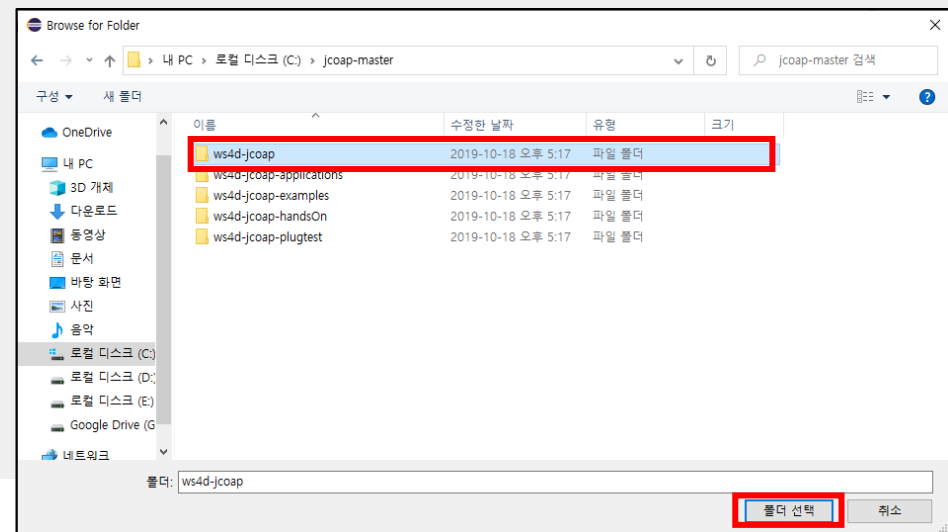 Browse for Folder
내 PC › 로컬 디스크 (C:) › jcoap-master
jcoap-master 검색
구성
새 폴더
이름
수정한 날짜
유형
크기
OneDrive
내 PC
3D 개체
다운로드
동영상
문서
바탕 화면
사진
음악
로컬 디스크 (C:)
로컬 디스크 (D:
로컬 디스크 (E:)
Google Drive (G
네트워크
ws4d-jcoap 2019-10-18 오후 5:17 파일 폴더
ws4d-jcoap-applications 2019-10-18 오후 5:17 파일 폴더
ws4d-jcoap-examples 2019-10-18 오후 5:17 파일 폴더
ws4d-jcoap-handsOn 2019-10-18 오후 5:17 파일 폴더
ws4d-jcoap-plugtest 2019-10-18 오후 5:17 파일 폴더
폴더: ws4d-jcoap
폴더 선택
취소